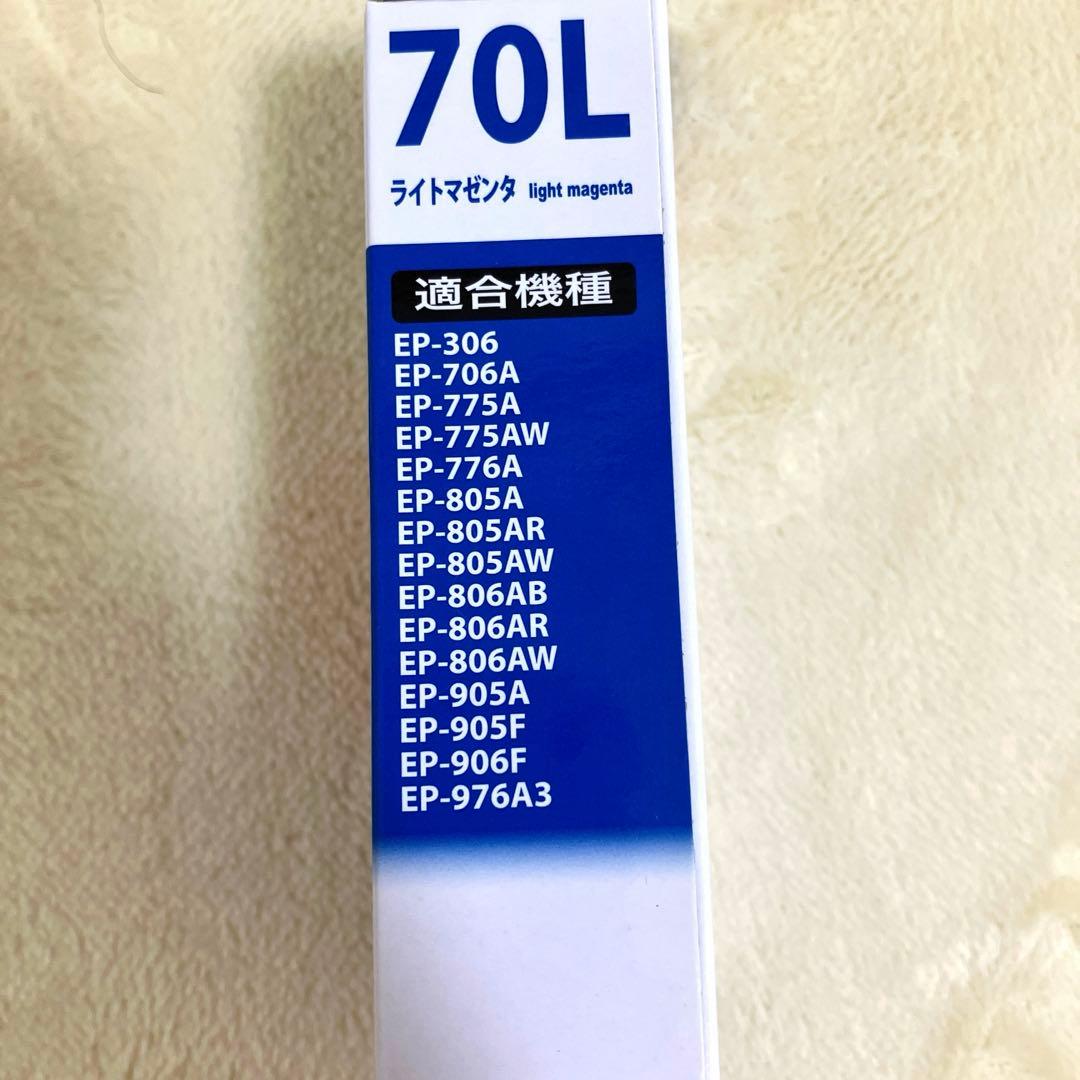 70L
ライトマゼンタ light magenta
適合機種
EP-306
EP-706A
EP-775A
EP-775AW
EP-776A
EP-805A
EP-805AR
EP-805AW
EP-806AB
EP-806AR
EP-806AW
EP-905A
EP-905F
EP-906F
EP-976A3